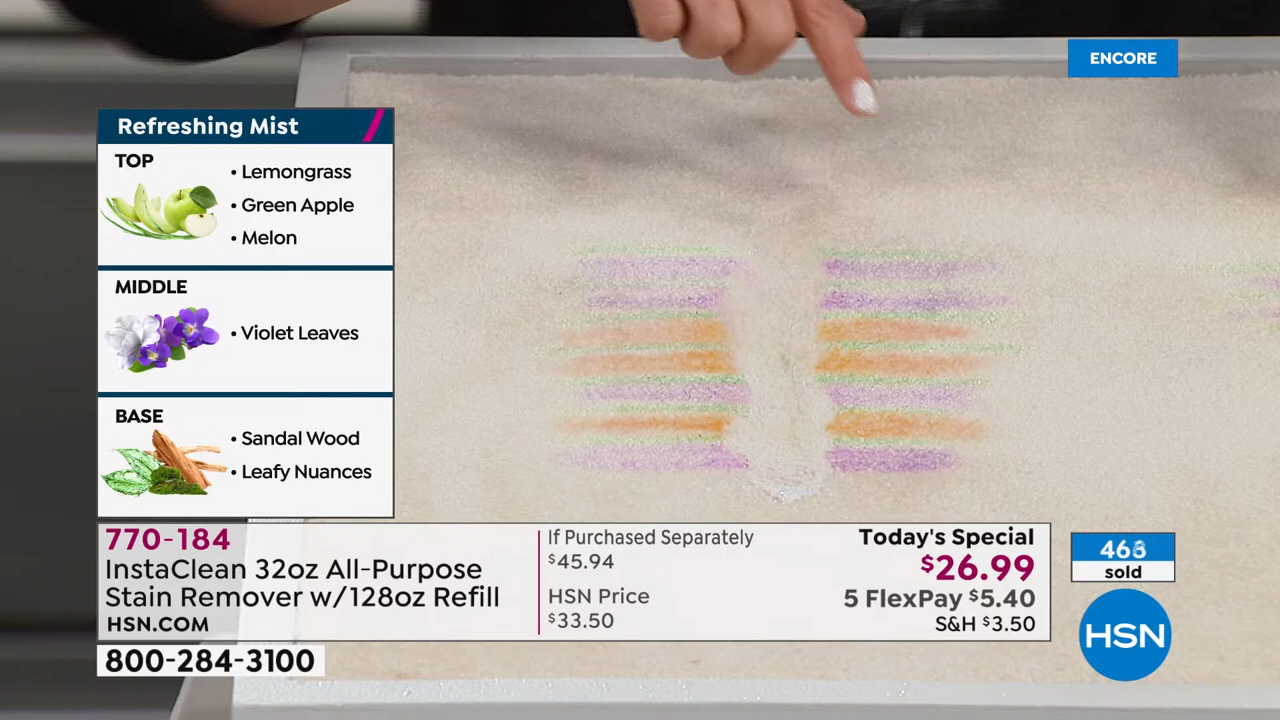 ENCORE
Refreshing Mist
TOP
• Lemongrass
• Green Apple
• Melon
MIDDLE
• Violet Leaves
BASE
• Sandal Wood
• Leafy Nuances
770-184
InstaClean 32oz All-Purpose
Stain Remover w/128oz Refill
HSN.COM
If Purchased Separately
$45.94
HSN Price
$33.50
Today's Special
$26.99
5 FlexPay $5.40
S&H $3.50
sold
HSN
800-284-3100